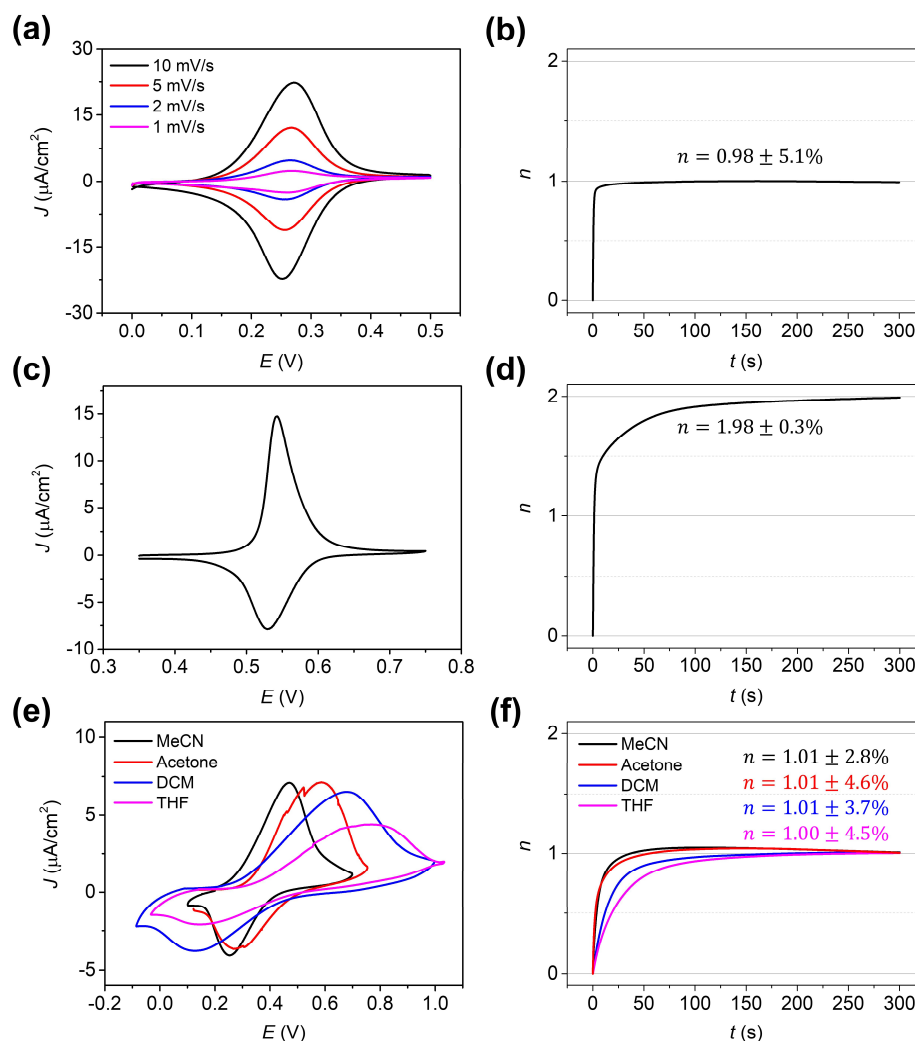 (a)
30
15
0
-15
-30
J (μA/cm²)
10 mV/s
5 mV/s
2 mV/s
1 mV/s
0.0 0.1 0.2 0.3 0.4 0.5
E (V)
(b)
2
1
0
n
n = 0.98 ± 5.1%
0 50 100 150 200 250 300
t (s)
(c)
15
10
5
0
-5
-10
J (μA/cm²)
0.3 0.4 0.5 0.6 0.7 0.8
E (V)
(d)
2
1
0
n
n = 1.98 ± 0.3%
0 50 100 150 200 250 300
t (s)
(e)
10
5
0
-5
J (μA/cm²)
MeCN
Acetone
DCM
THF
-0.2 0.0 0.2 0.4 0.6 0.8 1.0
E (V)
(f)
2
1
0
n
MeCN
Acetone
DCM
THF
n = 1.01 ± 2.8%
n = 1.01 ± 4.6%
n = 1.01 ± 3.7%
n = 1.00 ± 4.5%
0 50 100 150 200 250 300
t (s)